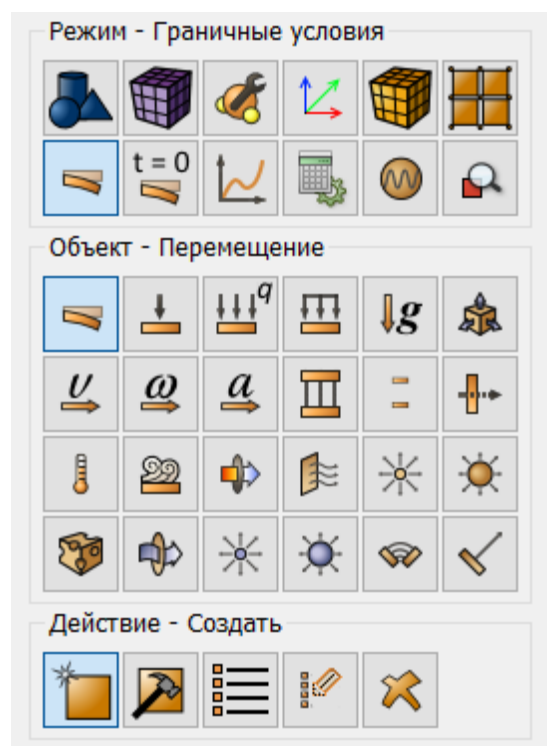 Режим - Граничные условия
t = 0
Объект - Перемещение
q
g
v ω a
Действие - Создать